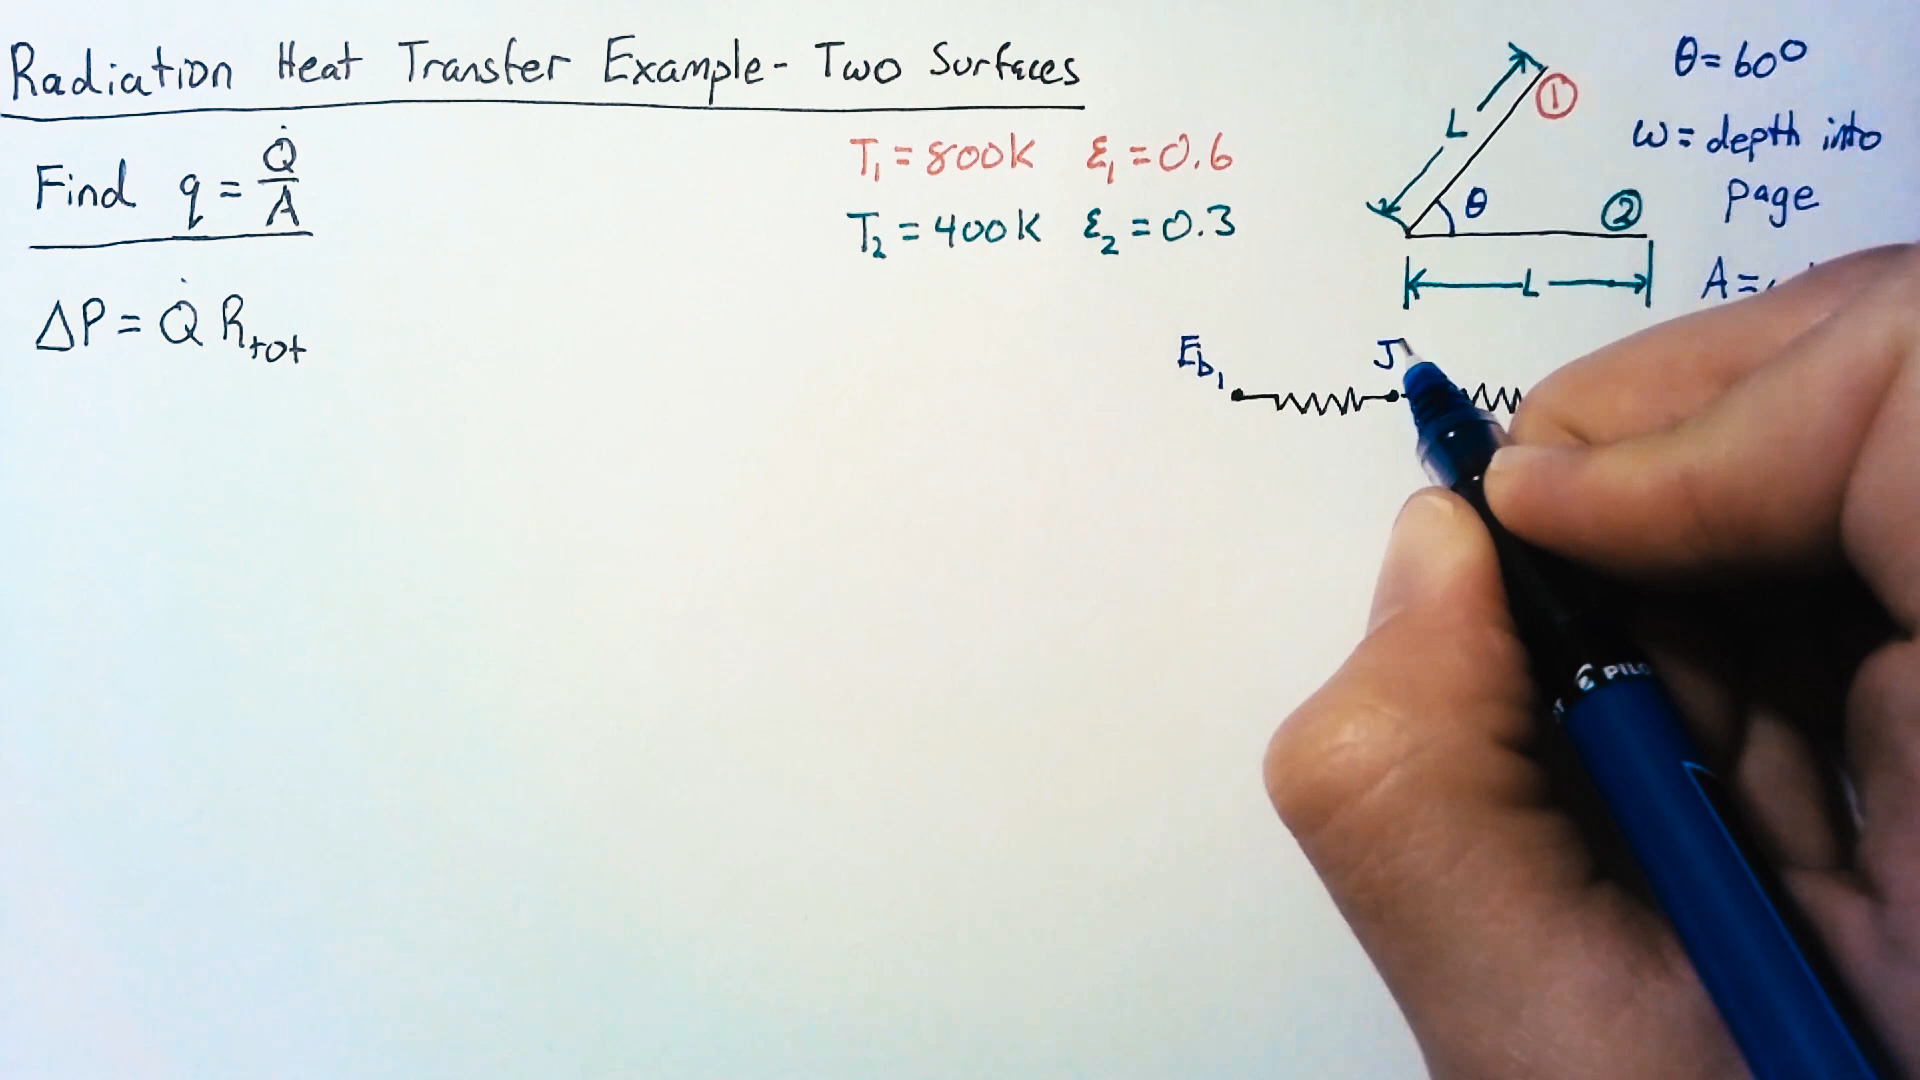 Radiation Heat Transfer Example - Two Surfaces
Find q = Q̇/A
ΔP = Q̇ R_tot
T₁ = 800K ε₁ = 0.6
T₂ = 400K ε₂ = 0.3
L
①
θ
②
L
θ = 60°
w = depth into
page
A =
E_b₁
J